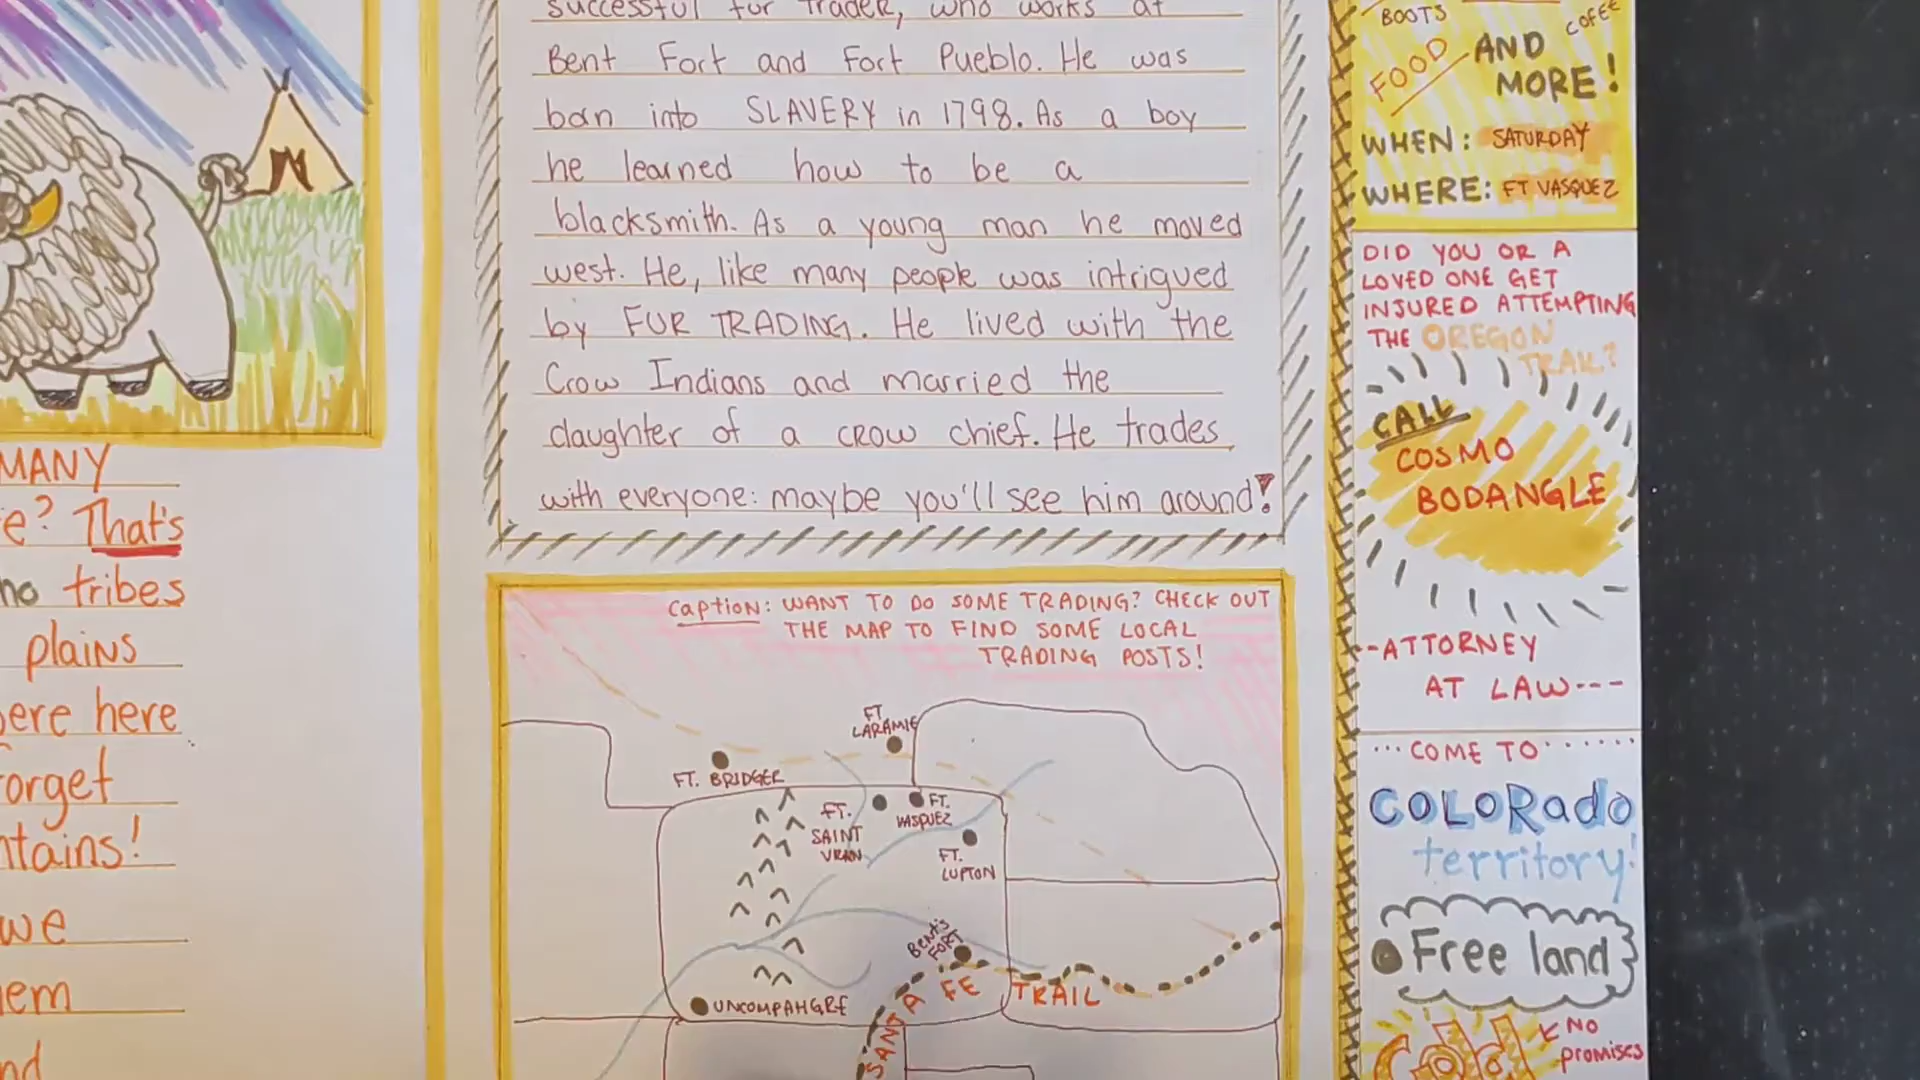 MANY
e? That's
ho tribes
plains
ere here
orget
ntains!
we
em
nd
successful fur Trader, who works at
Bent Fort and Fort Pueblo. He was
born into SLAVERY in 1798. As a boy
he learned how to be a
blacksmith. As a young man he moved
west. He, like many people was intrigued
by FUR TRADING. He lived with the
Crow Indians and married the
daughter of a CROW chief. He trades
with everyone: maybe you'll see him around!
Caption: WANT TO DO SOME TRADING? CHECK OUT
THE MAP TO FIND SOME LOCAL
TRADING POSTS!
FT. LARAMIE
FT. BRIDGER
FT. SAINT VRAN
FT. VASQUEZ
FT. LUPTON
BENT'S FORT
UNCOMPAHGRE
SANTA FE TRAIL
BOOTS
COFEE
FOOD
AND
MORE!
WHEN: SATURDAY
WHERE: FT VASQUEZ
DID YOU OR A
LOVED ONE GET
INJURED ATTEMPTING
THE OREGON
TRAIL?
CALL
COSMO
BODANGLE
--ATTORNEY
AT LAW---
...COME TO......
COLORado
territory!
Free land
Gold
NO
promises